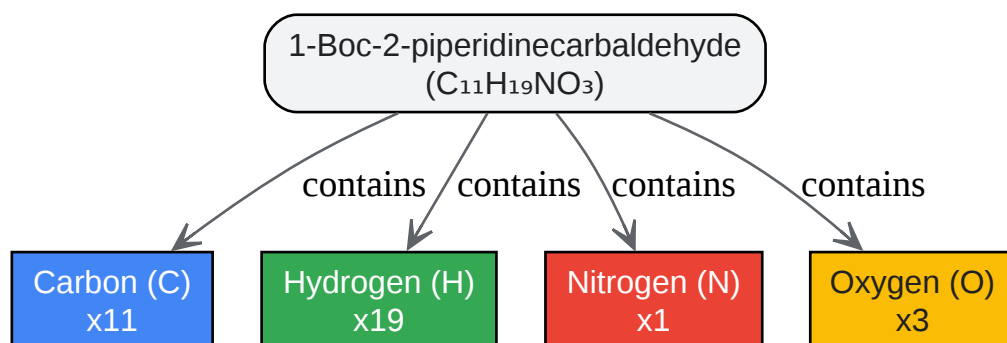 1-Boc-2-piperidinecarbaldehyde
(C₁₁H₁₉NO₃)
contains
contains
contains
contains
Carbon (C)
x11
Hydrogen (H)
x19
Nitrogen (N)
x1
Oxygen (O)
x3